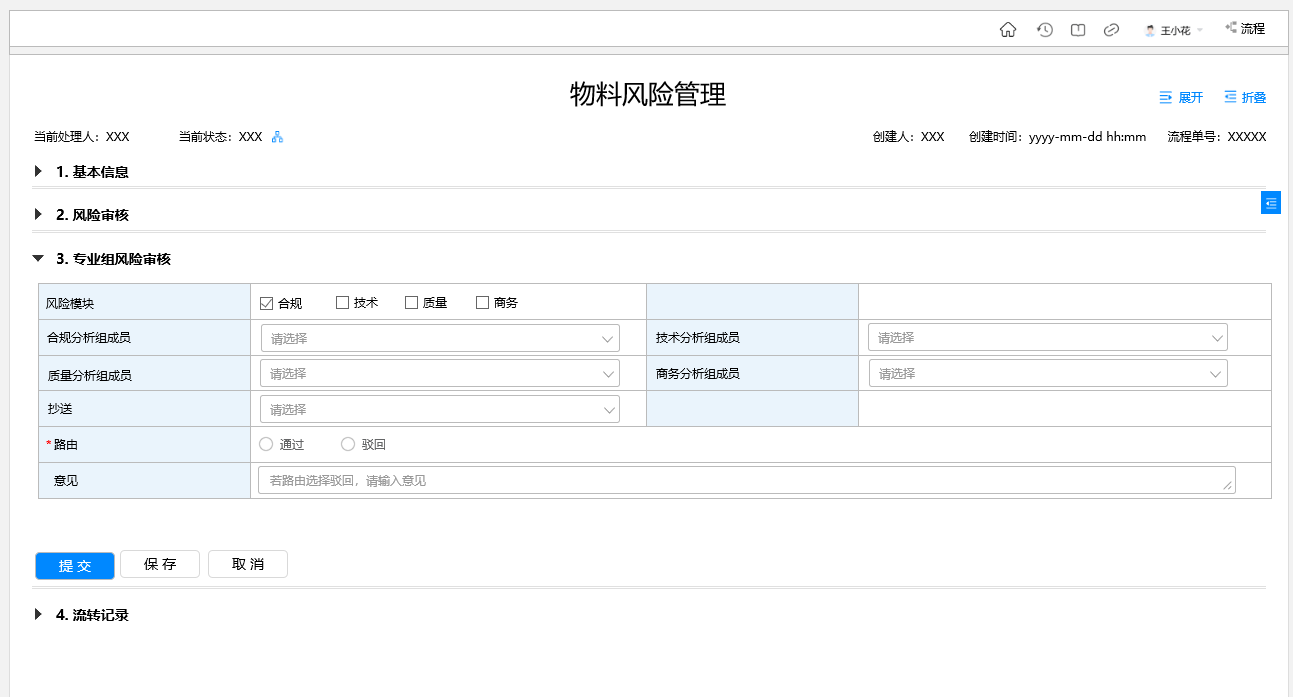 王小花 流程
物料风险管理
展开 折叠
当前处理人：XXX 当前状态：XXX 创建人：XXX 创建时间：yyyy-mm-dd hh:mm 流程单号：XXXXX
1. 基本信息
2. 风险审核
3. 专业组风险审核
风险模块 合规 技术 质量 商务
合规分析组成员 请选择 技术分析组成员 请选择
质量分析组成员 请选择 商务分析组成员 请选择
抄送 请选择
*路由 通过 驳回
意见 若路由选择驳回，请输入意见
提 交 保 存 取 消
4. 流转记录